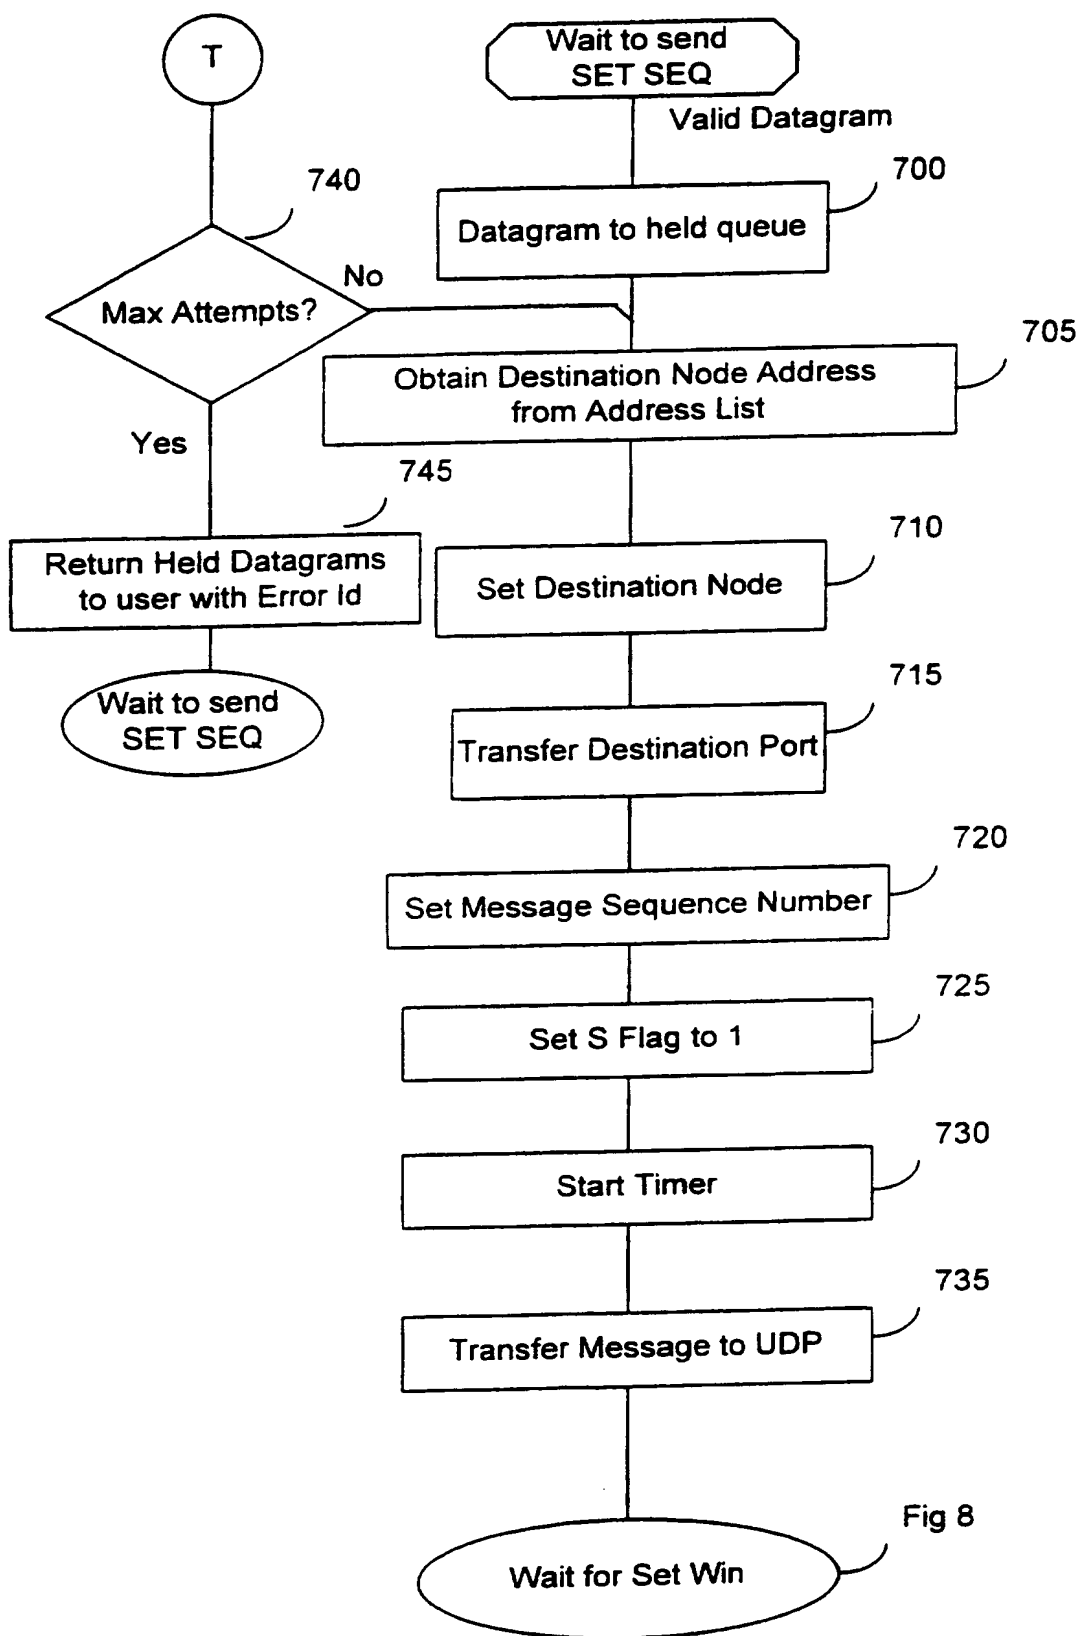 T
Wait to send
SET SEQ
Valid Datagram
740
700
Datagram to held queue
No
Max Attempts?
705
Obtain Destination Node Address
from Address List
Yes
745
710
Return Held Datagrams
to user with Error Id
Set Destination Node
715
Wait to send
SET SEQ
Transfer Destination Port
720
Set Message Sequence Number
725
Set S Flag to 1
730
Start Timer
735
Transfer Message to UDP
Fig 8
Wait for Set Win